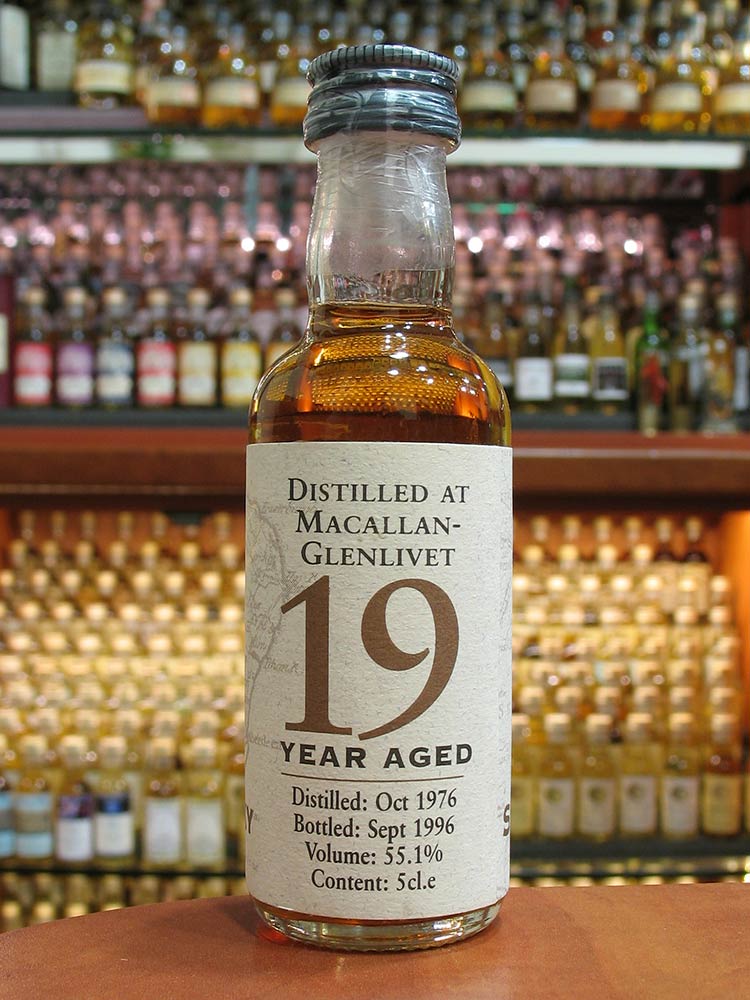 DISTILLED AT
MACALLAN-
GLENLIVET
19
YEAR AGED
Distilled: Oct 1976
Bottled: Sept 1996
Volume: 55.1%
Content: 5cl.e